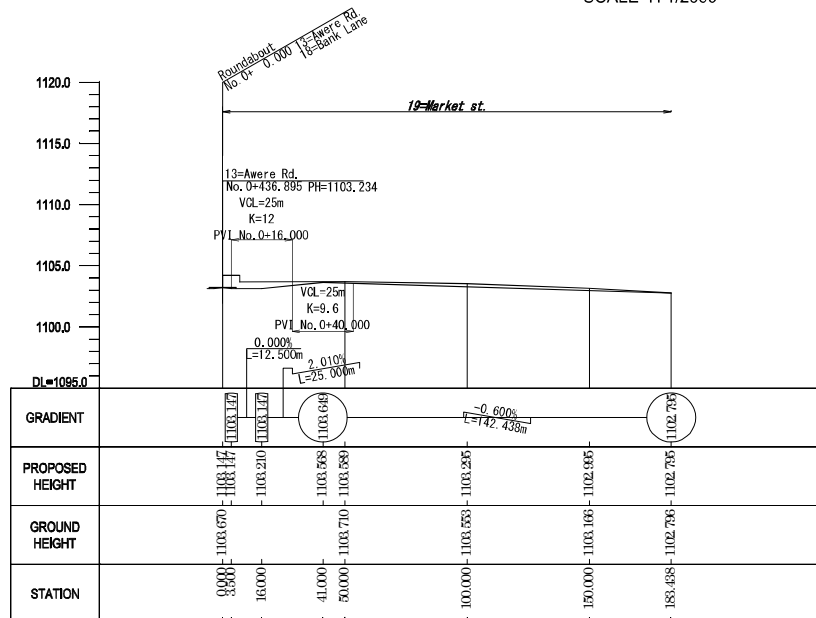 SCALE 1:1/2000
Roundabout
No. 0+ 0.000
13=Awere Rd.
18=Bank Lane
1120.0
19=Market st.
1115.0
13=Awere Rd.
No. 0+436.895 PH=1103.234
1110.0
VCL=25m
K=12
PVI No. 0+16.000
1105.0
VCL=25m
K=9.6
PVI No. 0+40.000
1100.0
0.000%
L=12.500m
2.010%
L=25.000m
DL=1095.0
GRADIENT
1103.147
1103.147
1103.649
-0.600%
L=142.438m
1102.795
PROPOSED
HEIGHT
1103.147
1103.147
1103.210
1103.568
1103.589
1103.295
1102.995
1102.795
GROUND
HEIGHT
1103.670
1103.710
1103.553
1103.166
1102.796
STATION
0.000
3.500
16.000
41.000
50.000
100.000
150.000
183.438